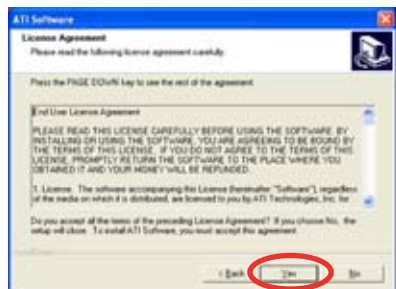 ATI Software
License Agreement
Please read the following license agreement carefully.
Press the PAGE DOWN key to see the rest of the agreement.
End User License Agreement
PLEASE READ THIS LICENSE CAREFULLY BEFORE USING THE SOFTWARE. BY
INSTALLING OR USING THE SOFTWARE, YOU ARE AGREEING TO BE BOUND BY
THE TERMS OF THIS LICENSE. IF YOU DO NOT AGREE TO THE TERMS OF THIS
LICENSE, PROMPTLY RETURN THE SOFTWARE TO THE PLACE WHERE YOU
OBTAINED IT AND YOUR MONEY WILL BE REFUNDED.
1. License. The software accompanying this License (hereinafter "Software"), regardless
of the media on which it is distributed, are licensed to you by ATI Technologies, Inc. for
Do you accept all the terms of the preceding License Agreement? If you choose No, the
setup will close. To install ATI Software, you must accept this agreement.
< Back
Yes
No